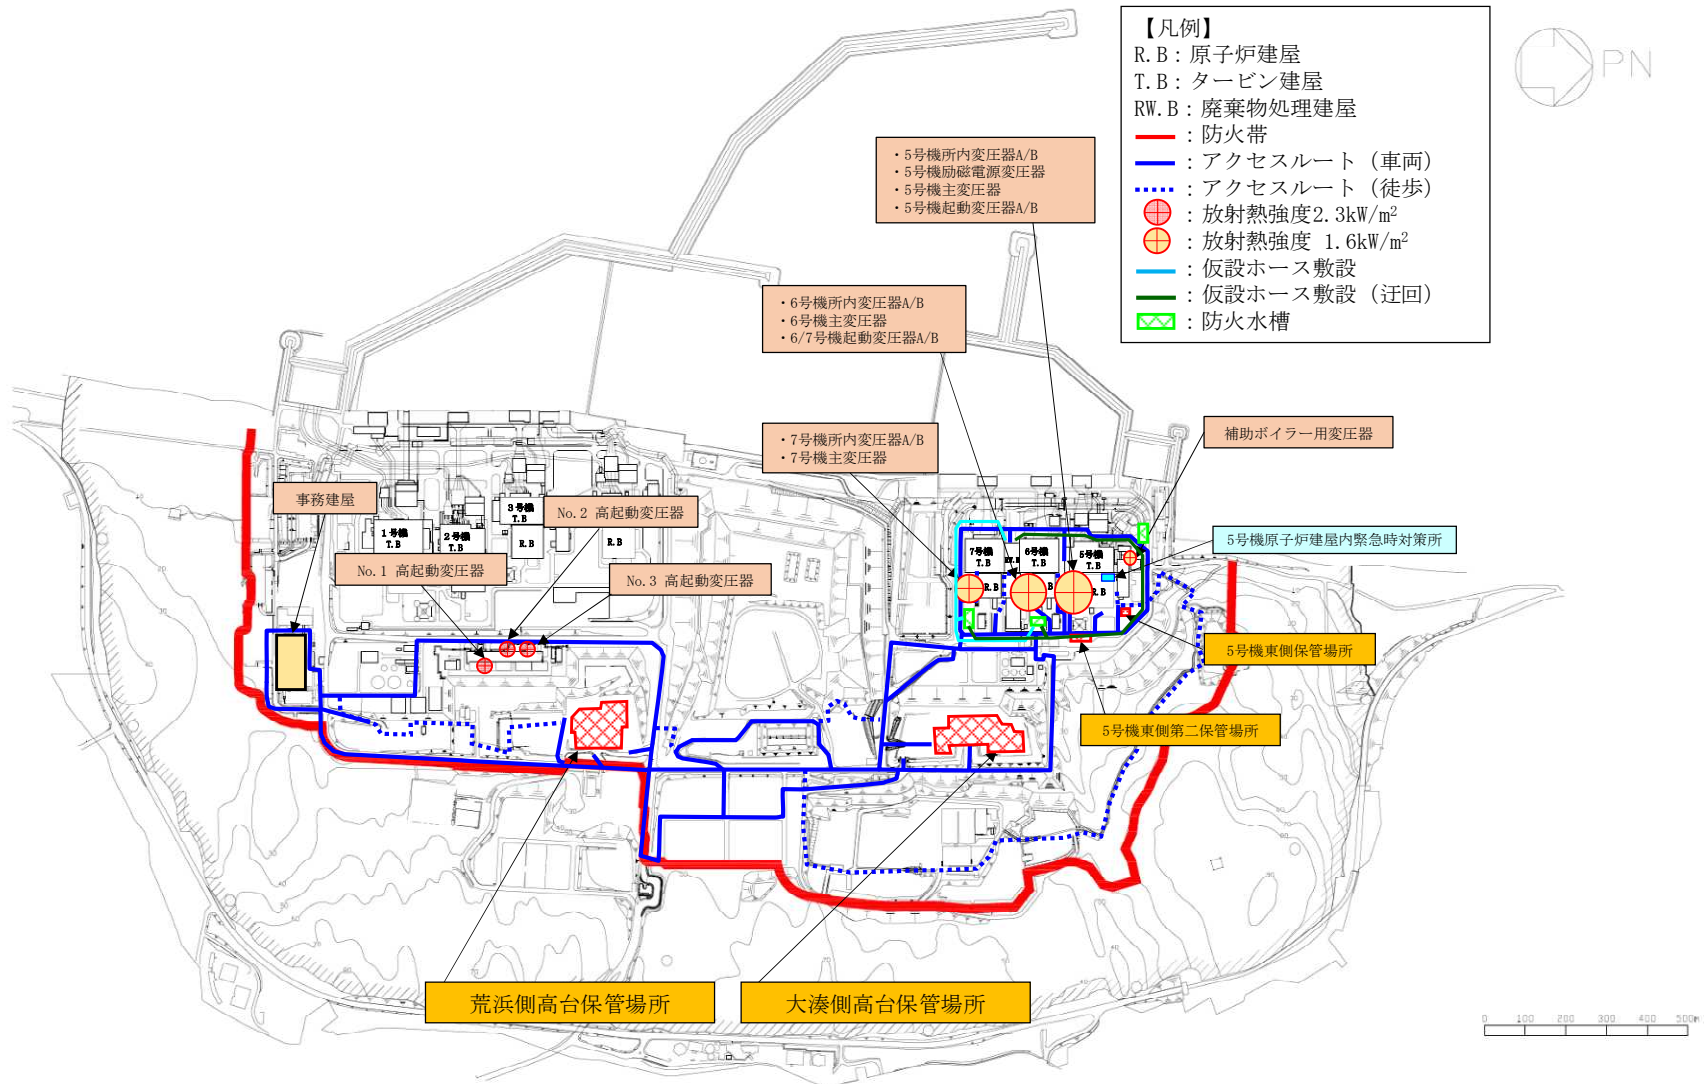 【凡例】
R.B：原子炉建屋
T.B：タービン建屋
RW.B：廃棄物処理建屋
：防火帯
：アクセスルート（車両）
：アクセスルート（徒歩）
：放射熱強度2.3kW/m²
：放射熱強度 1.6kW/m²
：仮設ホース敷設
：仮設ホース敷設（迂回）
：防火水槽
PN
・5号機所内変圧器A/B
・5号機励磁電源変圧器
・5号機主変圧器
・5号機起動変圧器A/B
・6号機所内変圧器A/B
・6号機主変圧器
・6/7号機起動変圧器A/B
・7号機所内変圧器A/B
・7号機主変圧器
補助ボイラー用変圧器
事務建屋
No.2 高起動変圧器
No.1 高起動変圧器
No.3 高起動変圧器
1号機
T.B
2号機
T.B
3号機
T.B
R.B
R.B
7号機
T.B
R.B
6号機
T.B
5号機
T.B
R.B
5号機原子炉建屋内緊急時対策所
5号機東側保管場所
5号機東側第二保管場所
荒浜側高台保管場所
大湊側高台保管場所
0 100 200 300 400 500m